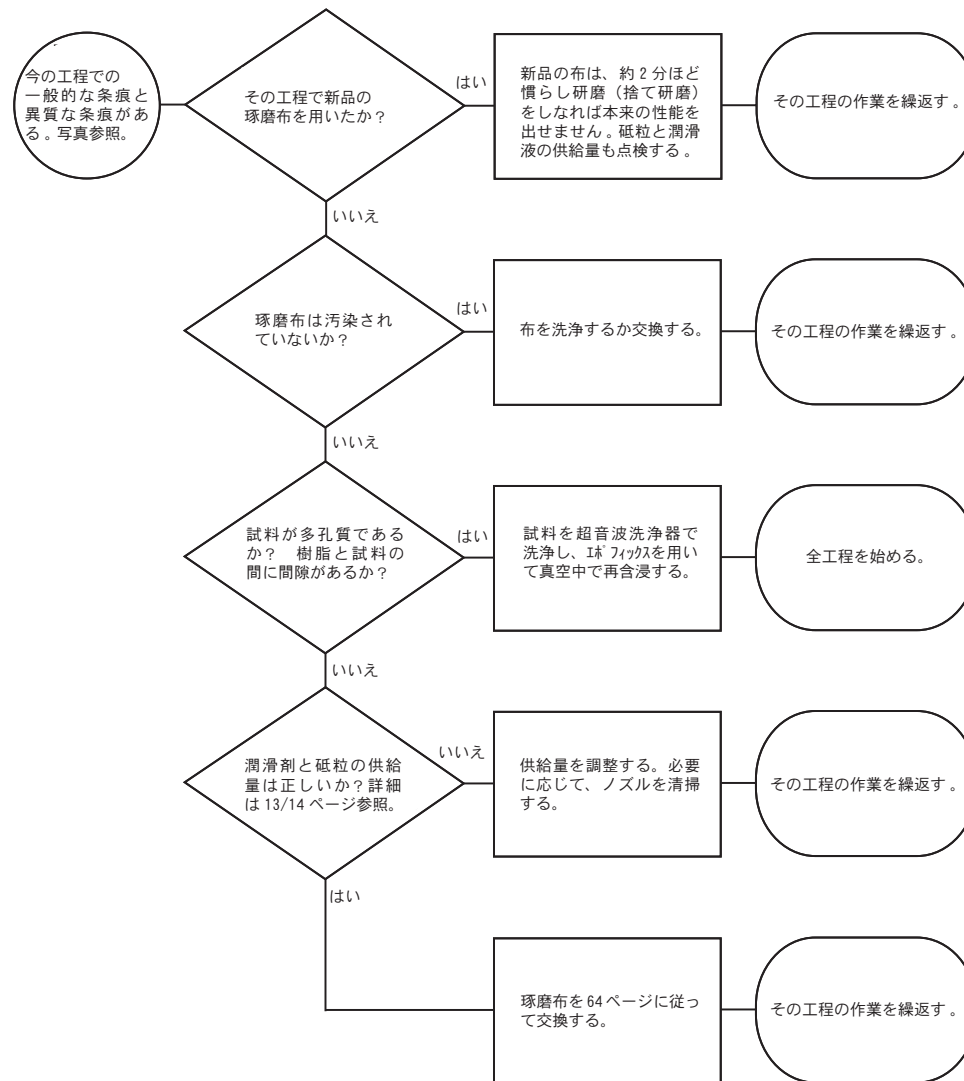 今の工程での
一般的な条痕と
異質な条痕があ
る。写真参照。
その工程で新品の
琢磨布を用いたか?
はい
新品の布は、約2分ほど
慣らし研磨(捨て研磨)
をしなれば本来の性能を
出せません。砥粒と潤滑
液の供給量も点検する。
その工程の作業を繰返す。
いいえ
琢磨布は汚染され
ていないか?
はい
布を洗浄するか交換する。
その工程の作業を繰返す。
いいえ
試料が多孔質である
か? 樹脂と試料の
間に間隙があるか?
はい
試料を超音波洗浄器で
洗浄し、エポフィックスを用い
て真空中で再含浸する。
全工程を始める。
いいえ
潤滑剤と砥粒の供給
量は正しいか?詳細
は13/14ページ参照。
いいえ
供給量を調整する。必要
に応じて、ノズルを清掃
する。
その工程の作業を繰返す。
はい
琢磨布を64ページに従っ
て交換する。
その工程の作業を繰返す。